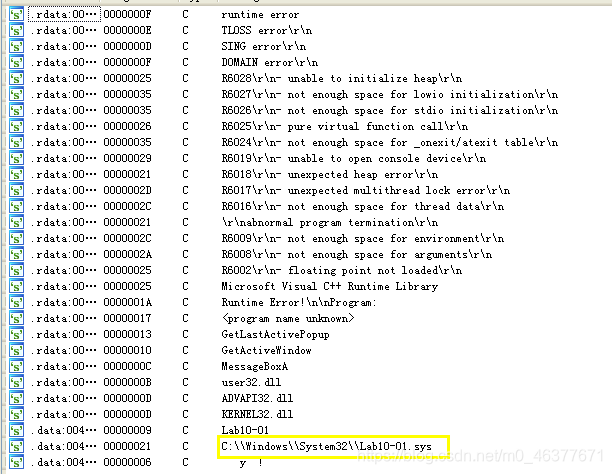 's' .rdata:00… 0000000F C runtime error
's' .rdata:00… 0000000E C TLOSS error\r\n
's' .rdata:00… 0000000D C SING error\r\n
's' .rdata:00… 0000000F C DOMAIN error\r\n
's' .rdata:00… 00000025 C R6028\r\n- unable to initialize heap\r\n
's' .rdata:00… 00000035 C R6027\r\n- not enough space for lowio initialization\r\n
's' .rdata:00… 00000035 C R6026\r\n- not enough space for stdio initialization\r\n
's' .rdata:00… 00000026 C R6025\r\n- pure virtual function call\r\n
's' .rdata:00… 00000035 C R6024\r\n- not enough space for _onexit/atexit table\r\n
's' .rdata:00… 00000029 C R6019\r\n- unable to open console device\r\n
's' .rdata:00… 00000021 C R6018\r\n- unexpected heap error\r\n
's' .rdata:00… 0000002D C R6017\r\n- unexpected multithread lock error\r\n
's' .rdata:00… 0000002C C R6016\r\n- not enough space for thread data\r\n
's' .rdata:00… 00000021 C \r\nabnormal program termination\r\n
's' .rdata:00… 0000002C C R6009\r\n- not enough space for environment\r\n
's' .rdata:00… 0000002A C R6008\r\n- not enough space for arguments\r\n
's' .rdata:00… 00000025 C R6002\r\n- floating point not loaded\r\n
's' .rdata:00… 00000025 C Microsoft Visual C++ Runtime Library
's' .rdata:00… 0000001A C Runtime Error!\n\nProgram:
's' .rdata:00… 00000017 C <program name unknown>
's' .rdata:00… 00000013 C GetLastActivePopup
's' .rdata:00… 00000010 C GetActiveWindow
's' .rdata:00… 0000000C C MessageBoxA
's' .rdata:00… 0000000B C user32.dll
's' .rdata:00… 0000000D C ADVAPI32.dll
's' .rdata:00… 0000000D C KERNEL32.dll
's' .data:004… 00000009 C Lab10-01
's' .data:004… 00000021 C C:\\Windows\\System32\\Lab10-01.sys
's' .data:004… 00000006 C y !
https://blog.csdn.net/m0_46377671